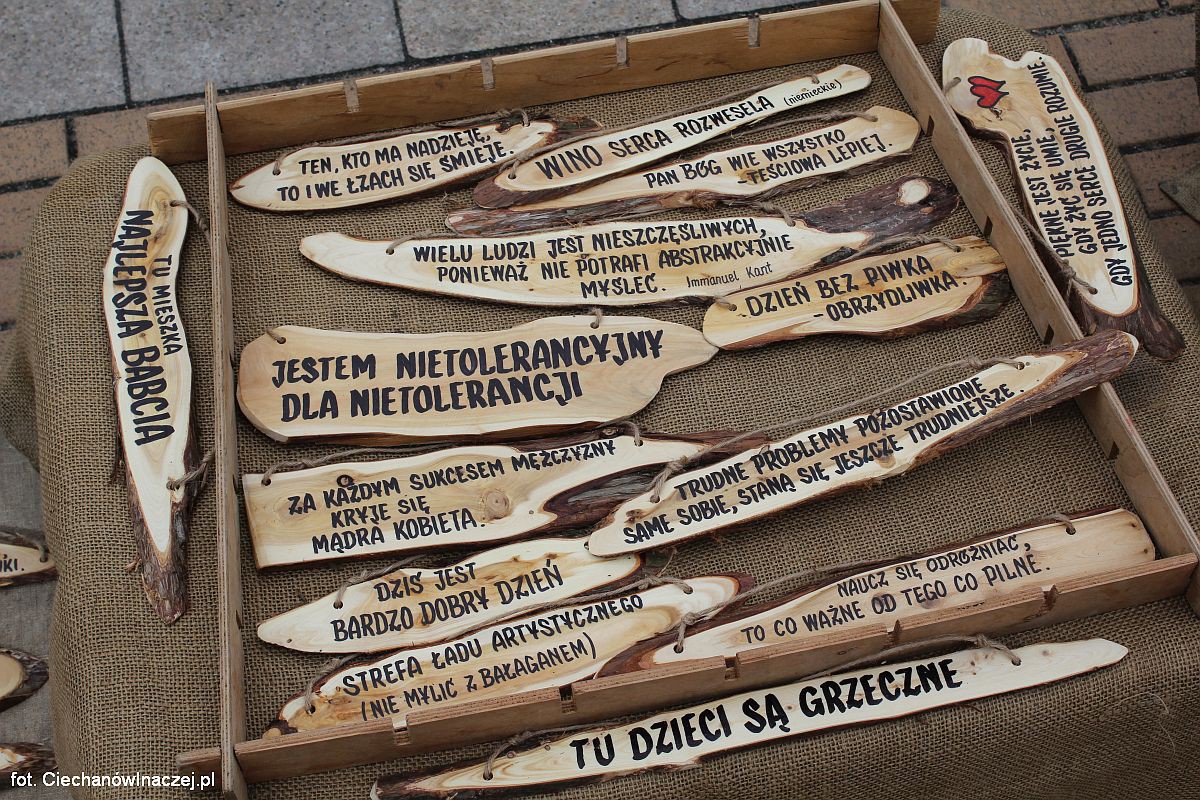 TEN, KTO MA NADZIEJĘ,
TO I WE ŁZACH SIĘ ŚMIEJE.
WINO SERCA ROZWESELA (niemieckie)
PAN BÓG WIE WSZYSTKO
-TEŚCIOWA LEPIEJ.
PIĘKNE JEST ŻYCIE,
GDY ŻYĆ SIĘ UMIE,
GDY JEDNO SERCE DRUGIE ROZUMIE.
TU MIESZKA
NAJLEPSZA BABCIA
WIELU LUDZI JEST NIESZCZĘŚLIWYCH,
PONIEWAŻ NIE POTRAFI ABSTRAKCYJNIE
MYŚLEĆ. Immanuel Kant
DZIEŃ BEZ PIWKA
-OBRZYDLIWKA.
JESTEM NIETOLERANCYJNY
DLA NIETOLERANCJI
ZA KAŻDYM SUKCESEM MĘŻCZYZNY
KRYJE SIĘ
MĄDRA KOBIETA.
TRUDNE PROBLEMY POZOSTAWIONE
SAME SOBIE, STANĄ SIĘ JESZCZE TRUDNIEJSZE
DZIŚ JEST
BARDZO DOBRY DZIEŃ
STREFA ŁADU ARTYSTYCZNEGO
(NIE MYLIĆ Z BAŁAGANEM)
NAUCZ SIĘ ODRÓŻNIAĆ,
TO CO WAŻNE OD TEGO CO PILNE.
TU DZIECI SĄ GRZECZNE
fot. CiechanówInaczej.pl